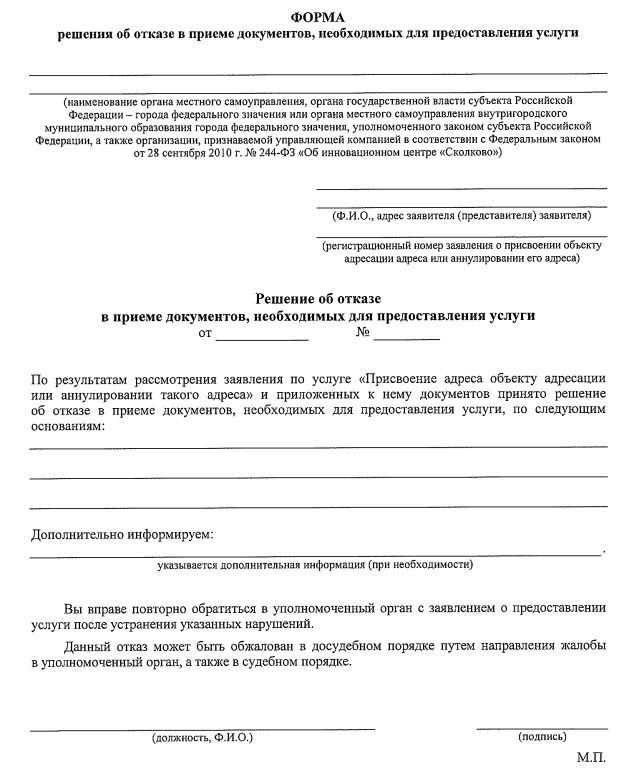 ФОРМА
решения об отказе в приеме документов, необходимых для предоставления услуги
(наименование органа местного самоуправления, органа государственной власти субъекта Российской
Федерации – города федерального значения или органа местного самоуправления внутригородского
муниципального образования города федерального значения, уполномоченного законом субъекта Российской
Федерации, а также организации, признаваемой управляющей компанией в соответствии с Федеральным законом
от 28 сентября 2010 г. № 244-ФЗ «Об инновационном центре «Сколково»)
(Ф.И.О., адрес заявителя (представителя) заявителя)
(регистрационный номер заявления о присвоении объекту
адресации адреса или аннулировании его адреса)
Решение об отказе
в приеме документов, необходимых для предоставления услуги
от ____________ № _________
По результатам рассмотрения заявления по услуге «Присвоение адреса объекту адресации
или аннулировании такого адреса» и приложенных к нему документов принято решение
об отказе в приеме документов, необходимых для предоставления услуги, по следующим
основаниям:
Дополнительно информируем:
.
указывается дополнительная информация (при необходимости)
Вы вправе повторно обратиться в уполномоченный орган с заявлением о предоставлении
услуги после устранения указанных нарушений.
Данный отказ может быть обжалован в досудебном порядке путем направления жалобы
в уполномоченный орган, а также в судебном порядке.
(должность, Ф.И.О.) (подпись)
М.П.